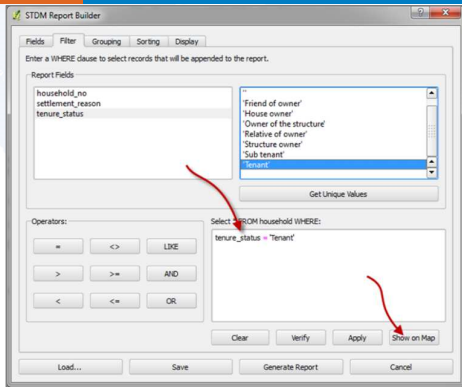 STDM Report Builder
Fields Filter Grouping Sorting Display
Enter a WHERE clause to select records that will be appended to the report.
Report Fields
household_no
settlement_reason
tenure_status
''
'Friend of owner'
'House owner'
'Owner of the structure'
'Relative of owner'
'Structure owner'
'Sub tenant'
'Tenant'
Get Unique Values
Operators:
= <> LIKE
> >= AND
< <= OR
Select * FROM household WHERE:
tenure_status = 'Tenant'
Clear Verify Apply Show on Map
Load... Save Generate Report Cancel